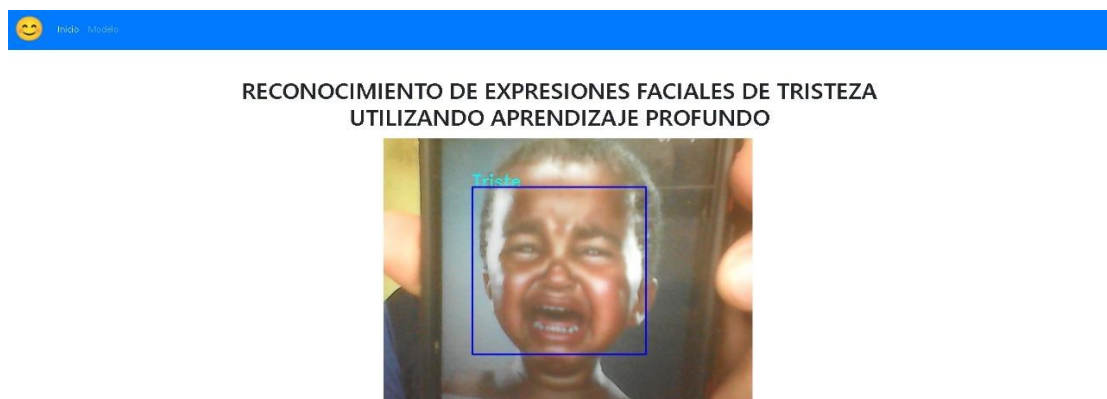 Inicio Modelo
RECONOCIMIENTO DE EXPRESIONES FACIALES DE TRISTEZA
UTILIZANDO APRENDIZAJE PROFUNDO
Triste